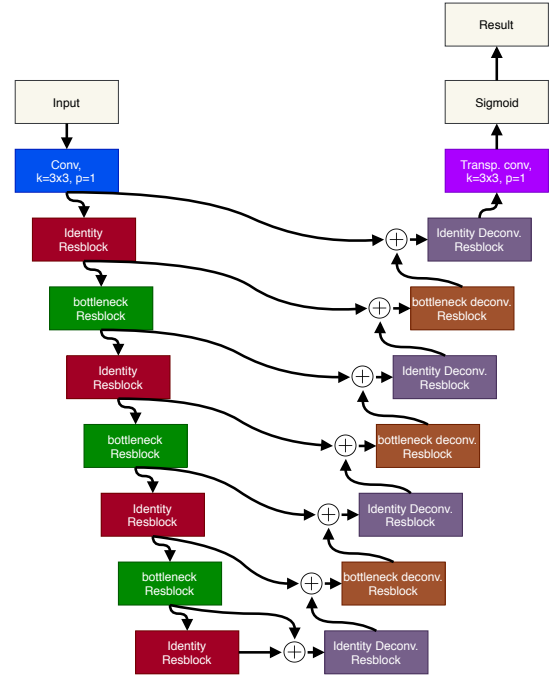 Result
Input
Sigmoid
Conv,
k=3x3, p=1
Transp. conv,
k=3x3, p=1
Identity
Resblock
Identity Deconv.
Resblock
bottleneck
Resblock
bottleneck deconv.
Resblock
Identity
Resblock
Identity Deconv.
Resblock
bottleneck
Resblock
bottleneck deconv.
Resblock
Identity
Resblock
Identity Deconv.
Resblock
bottleneck
Resblock
bottleneck deconv.
Resblock
Identity
Resblock
Identity Deconv.
Resblock